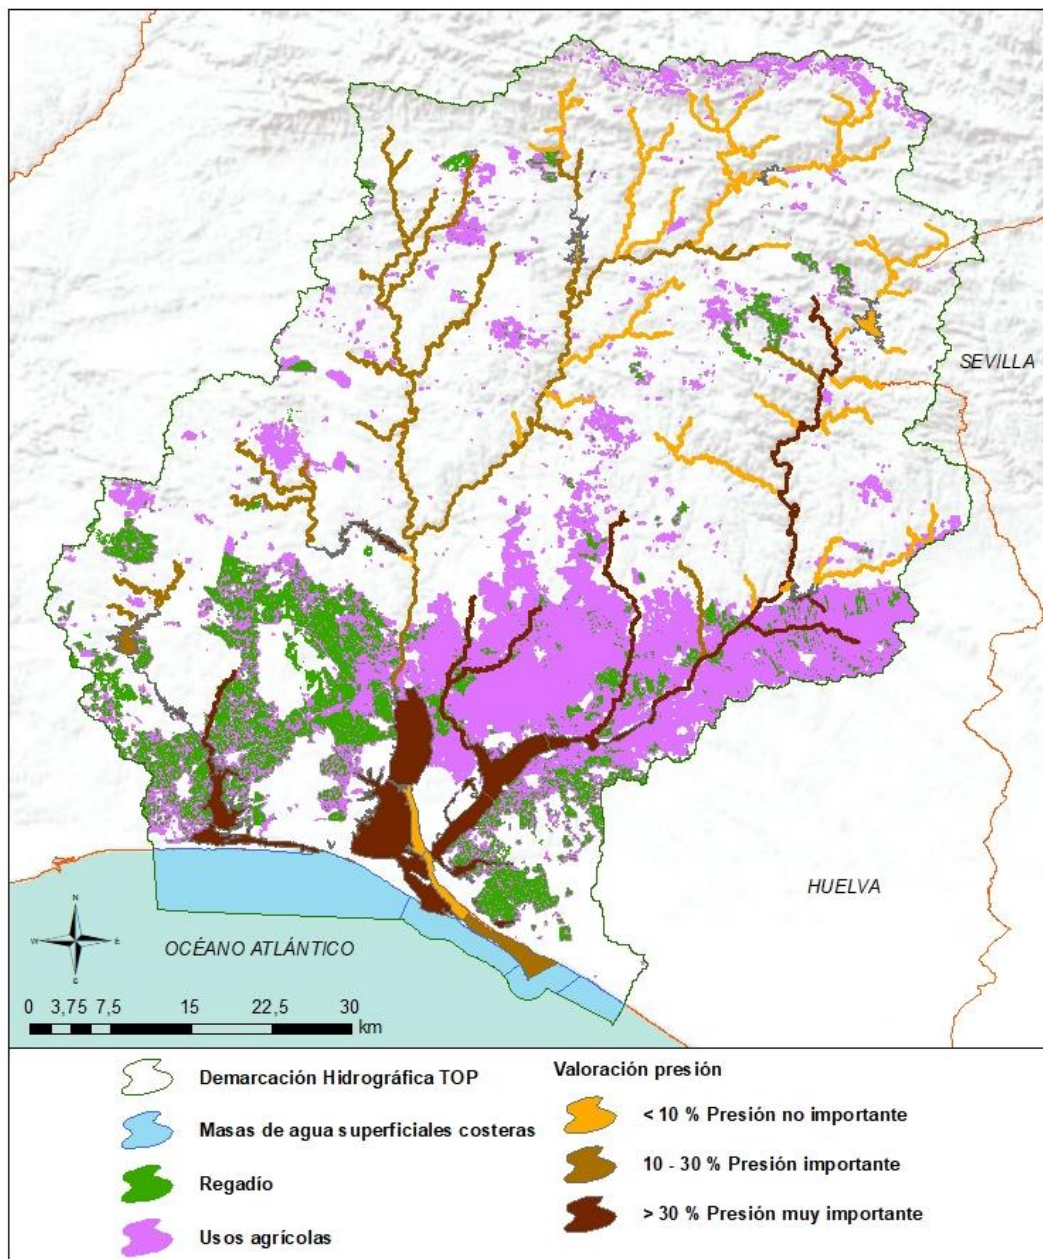 SEVILLA
HUELVA
OCÉANO ATLÁNTICO
N
W E
S
0 3,75 7,5 15 22,5 30
km
Demarcación Hidrográfica TOP
Masas de agua superficiales costeras
Regadío
Usos agrícolas
Valoración presión
< 10 % Presión no importante
10 - 30 % Presión importante
> 30 % Presión muy importante